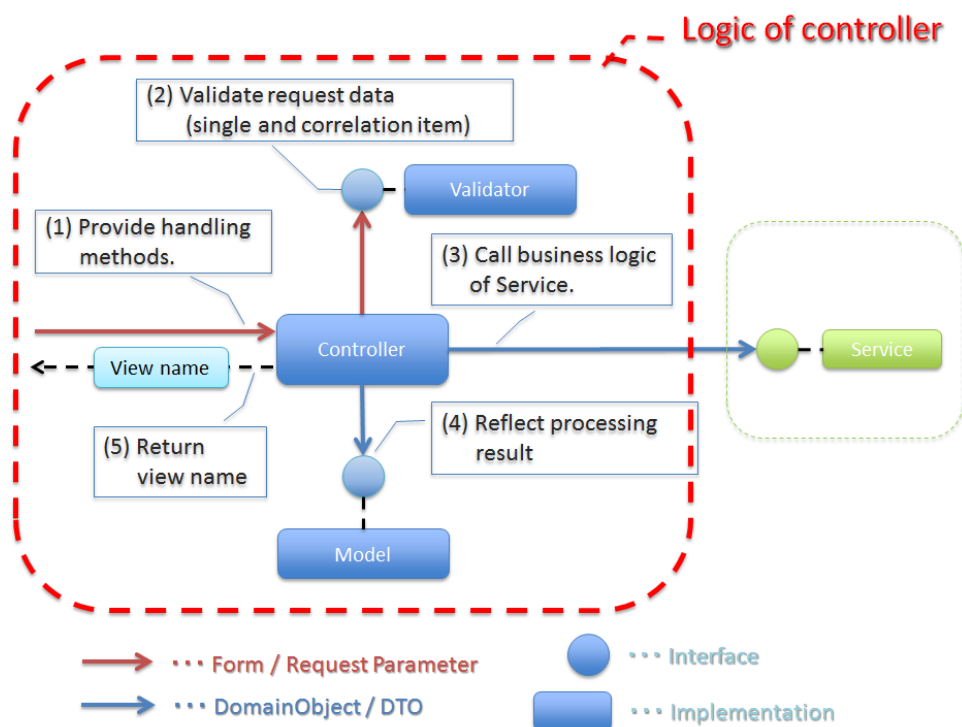 Logic of controller
(2) Validate request data
(single and correlation item)
Validator
(1) Provide handling
methods.
(3) Call business logic
of Service.
Controller
Service
View name
(4) Reflect processing
result
(5) Return
view name
Model
··· Form / Request Parameter
··· Interface
··· DomainObject / DTO
··· Implementation